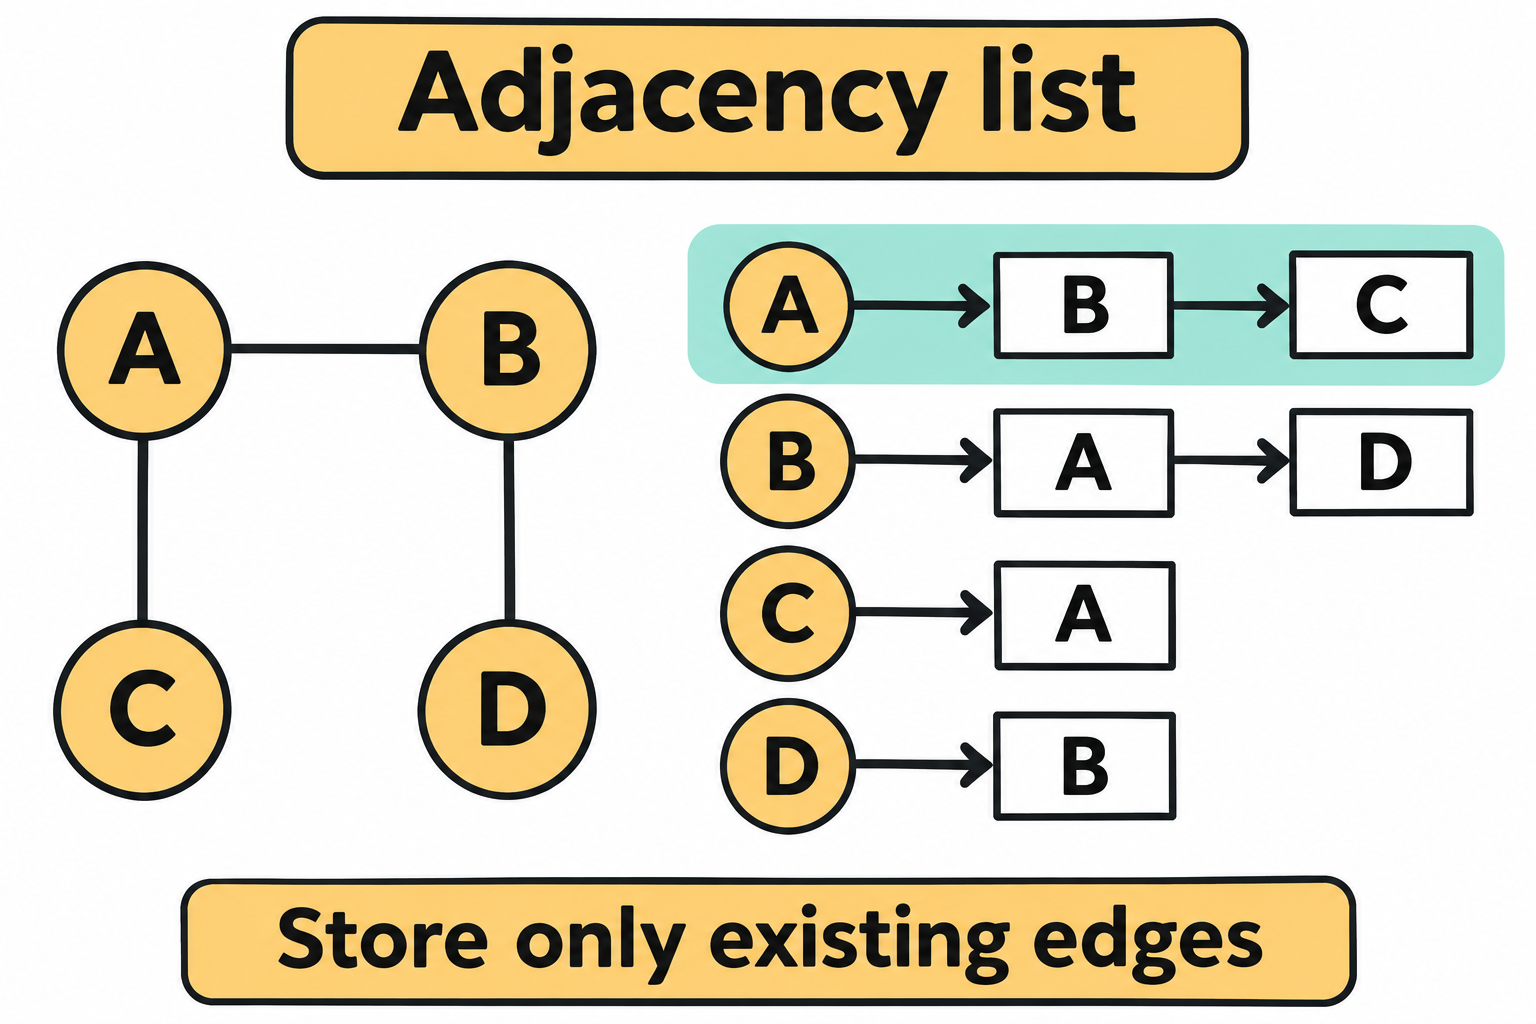 Adjacency list
A B
C D
A B C
B A D
C A
D B
Store only existing edges